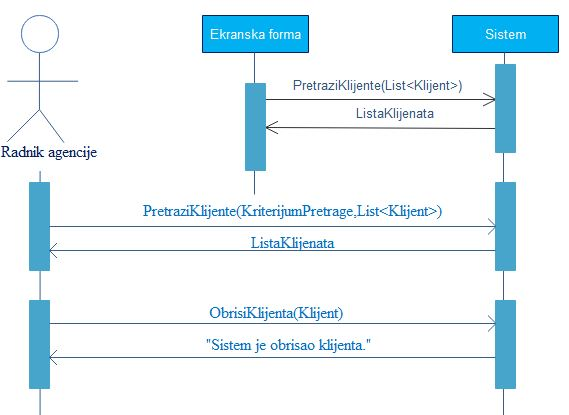 Ekranska forma
Sistem
PretraziKlijente(List<Klijent>)
ListaKlijenata
Radnik agencije
PretraziKlijente(KriterijumPretrage,List<Klijent>)
ListaKlijenata
ObrisiKlijenta(Klijent)
"Sistem je obrisao klijenta."